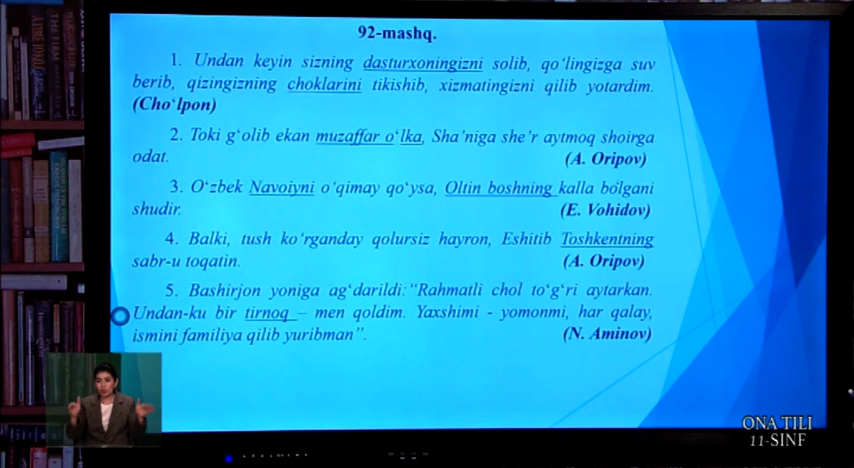 92-mashq.
1. Undan keyin sizning dasturxoningizni solib, qo‘lingizga suv
berib, qizingizning choklarini tikishib, xizmatingizni qilib yotardim.
(Cho‘lpon)
2. Toki g‘olib ekan muzaffar o‘lka, Sha’niga she’r aytmoq shoirga
odat. (A. Oripov)
3. O‘zbek Navoiyni o‘qimay qo‘ysa, Oltin boshning kalla bo'lgani
shudir. (E. Vohidov)
4. Balki, tush ko‘rganday qolursiz hayron, Eshitib Toshkentning
sabr-u toqatin. (A. Oripov)
5. Bashirjon yoniga ag‘darildi: “Rahmatli chol to‘g‘ri aytarkan.
Undan-ku bir tirnoq – men qoldim. Yaxshimi - yomonmi, har qalay,
ismini familiya qilib yuribman”. (N. Aminov)
ONA TILI
11-SINF
THE FIRM